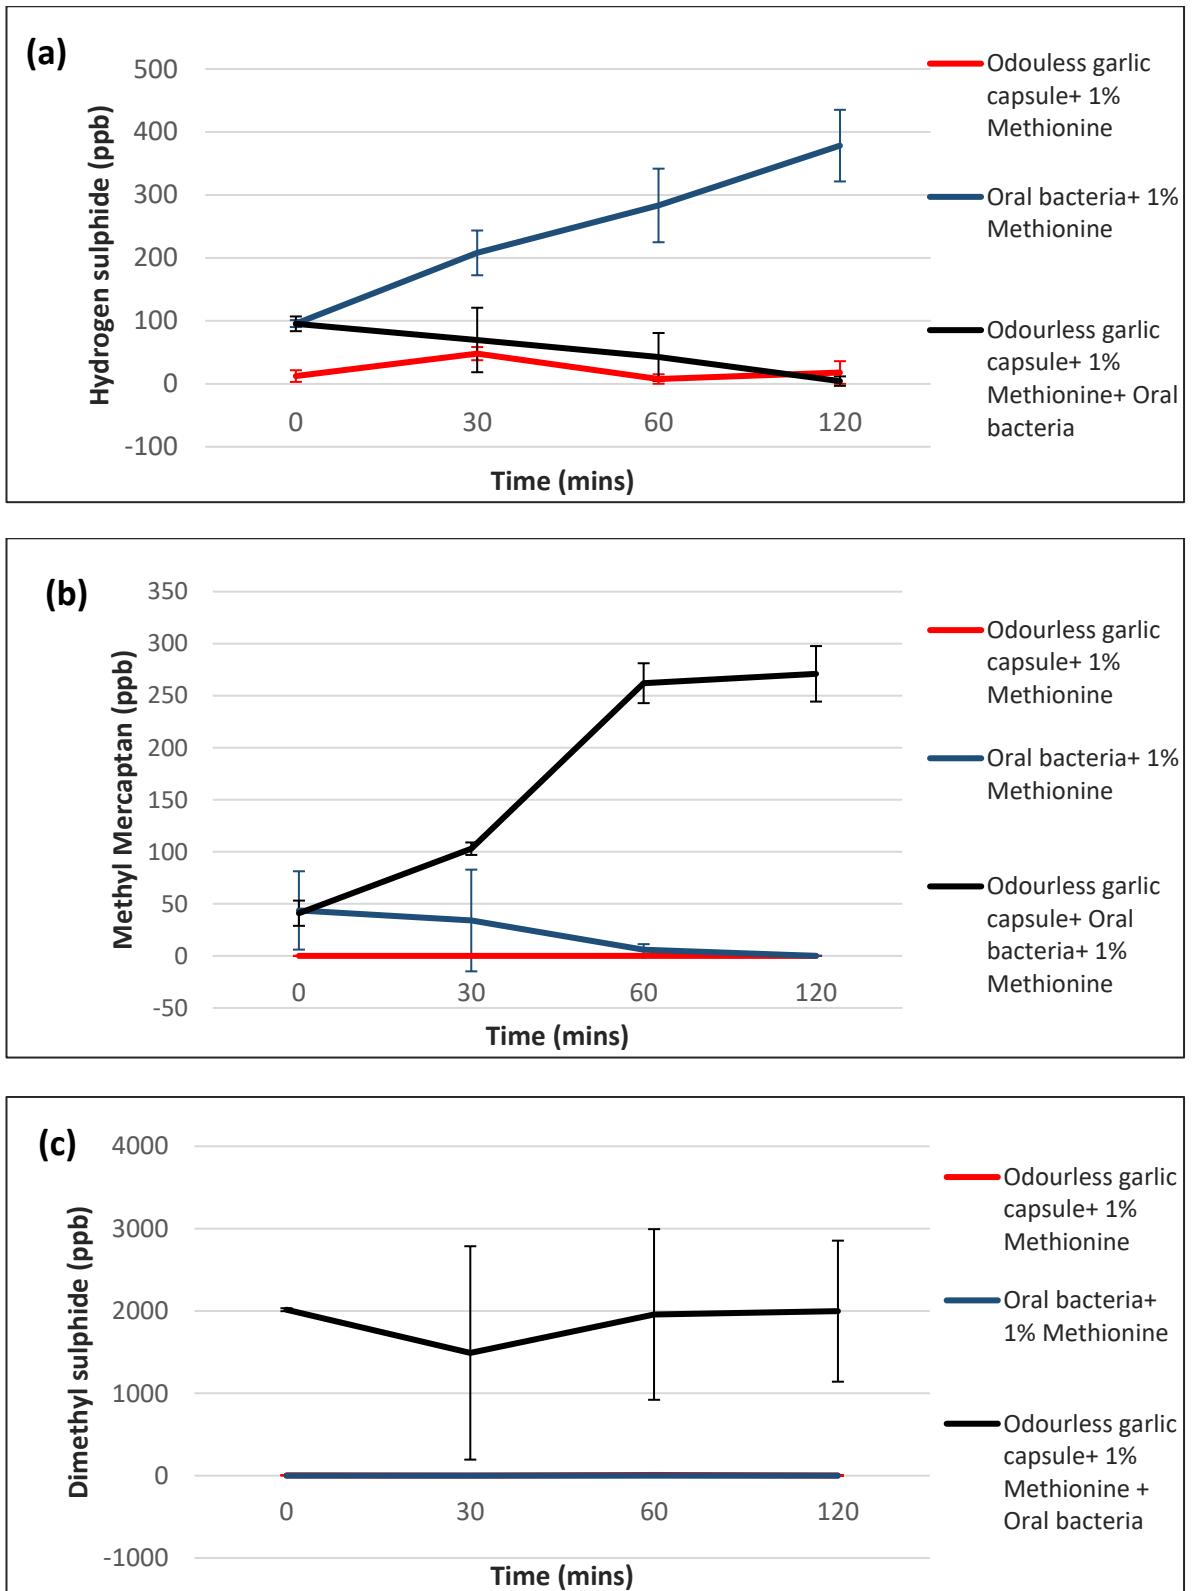 (a)
500
400
300
200
100
0
-100
Hydrogen sulphide (ppb)
0 30 60 120
Time (mins)
Odouless garlic
capsule+ 1%
Methionine
Oral bacteria+ 1%
Methionine
Odourless garlic
capsule+ 1%
Methionine+ Oral
bacteria
(b)
350
300
250
200
150
100
50
0
-50
Methyl Mercaptan (ppb)
0 30 60 120
Time (mins)
Odourless garlic
capsule+ 1%
Methionine
Oral bacteria+ 1%
Methionine
Odourless garlic
capsule+ Oral
bacteria+ 1%
Methionine
(c)
4000
3000
2000
1000
0
-1000
Dimethyl sulphide (ppb)
0 30 60 120
Time (mins)
Odourless garlic
capsule+ 1%
Methionine
Oral bacteria+
1% Methionine
Odourless garlic
capsule+ 1%
Methionine +
Oral bacteria